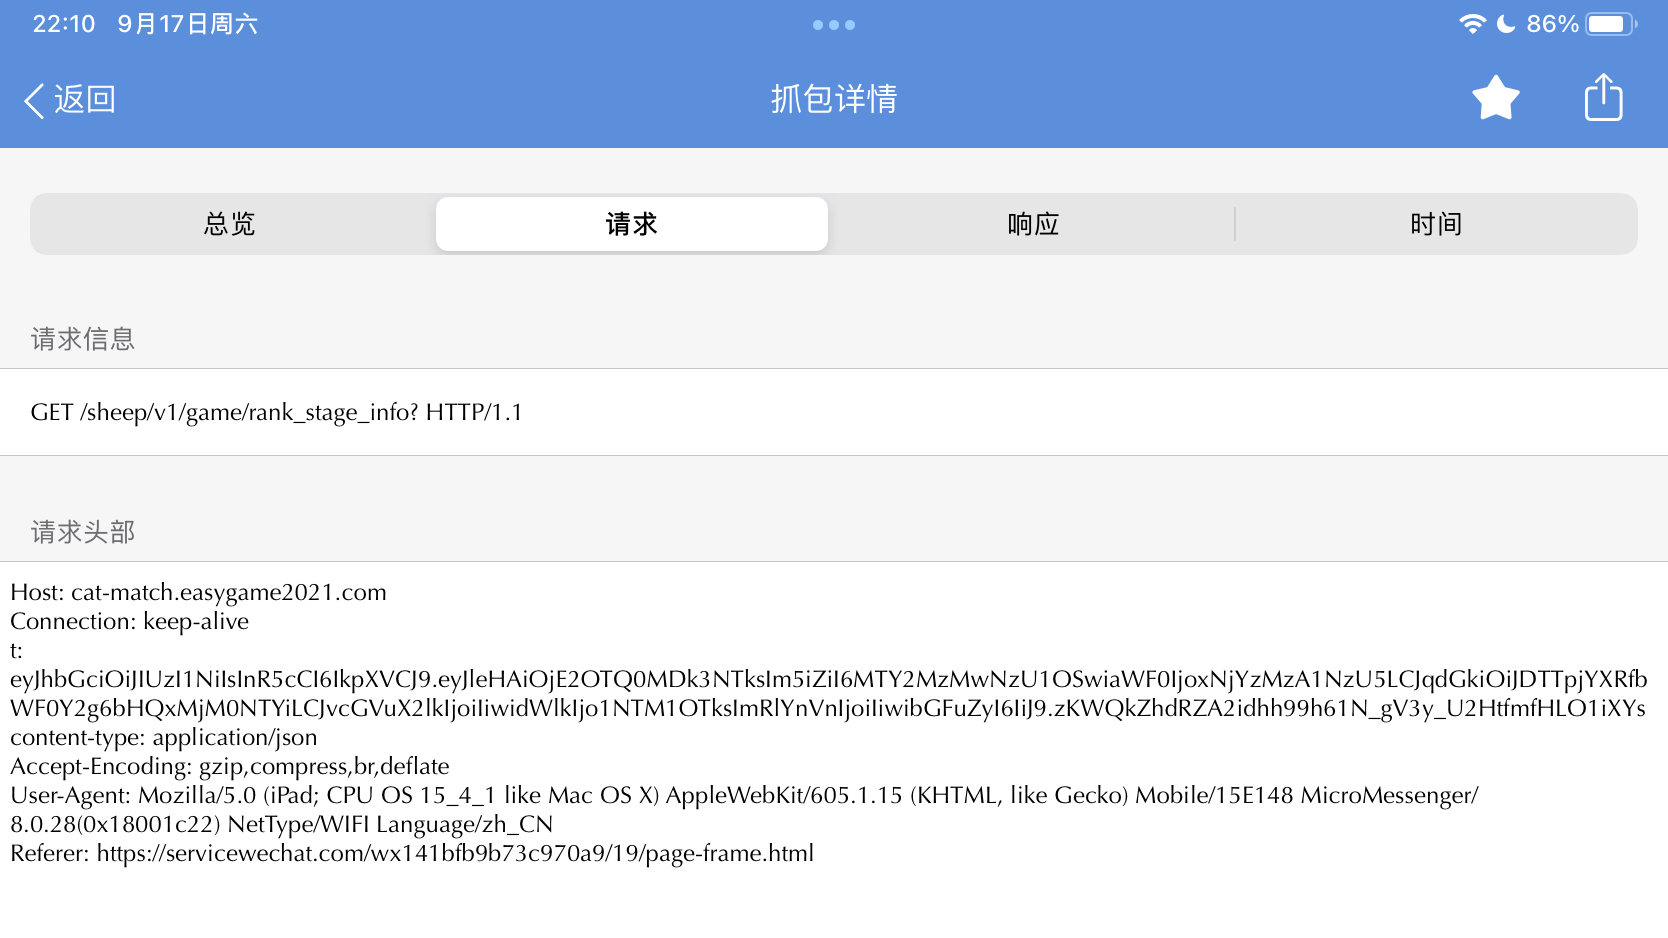 22:10 9月17日周六
86%
返回
抓包详情
总览
请求
响应
时间
请求信息
GET /sheep/v1/game/rank_stage_info? HTTP/1.1
请求头部
Host: cat-match.easygame2021.com
Connection: keep-alive
t:
eyJhbGciOiJIUzI1NiIsInR5cCI6IkpXVCJ9.eyJleHAiOjE2OTQ0MDk3NTksIm5iZiI6MTY2MzMwNzU1OSwiaWF0IjoxNjYzMzA1NzU5LCJqdGkiOiJDTTpjYXRfb
WF0Y2g6bHQxMjM0NTYiLCJvcGVuX2lkIjoiIiwidWlkIjo1NTM1OTksImRlYnVnIjoiIiwibGFuZyI6IiJ9.zKWQkZhdRZA2idhh99h61N_gV3y_U2HtfmfHLO1iXYs
content-type: application/json
Accept-Encoding: gzip,compress,br,deflate
User-Agent: Mozilla/5.0 (iPad; CPU OS 15_4_1 like Mac OS X) AppleWebKit/605.1.15 (KHTML, like Gecko) Mobile/15E148 MicroMessenger/
8.0.28(0x18001c22) NetType/WIFI Language/zh_CN
Referer: https://servicewechat.com/wx141bfb9b73c970a9/19/page-frame.html